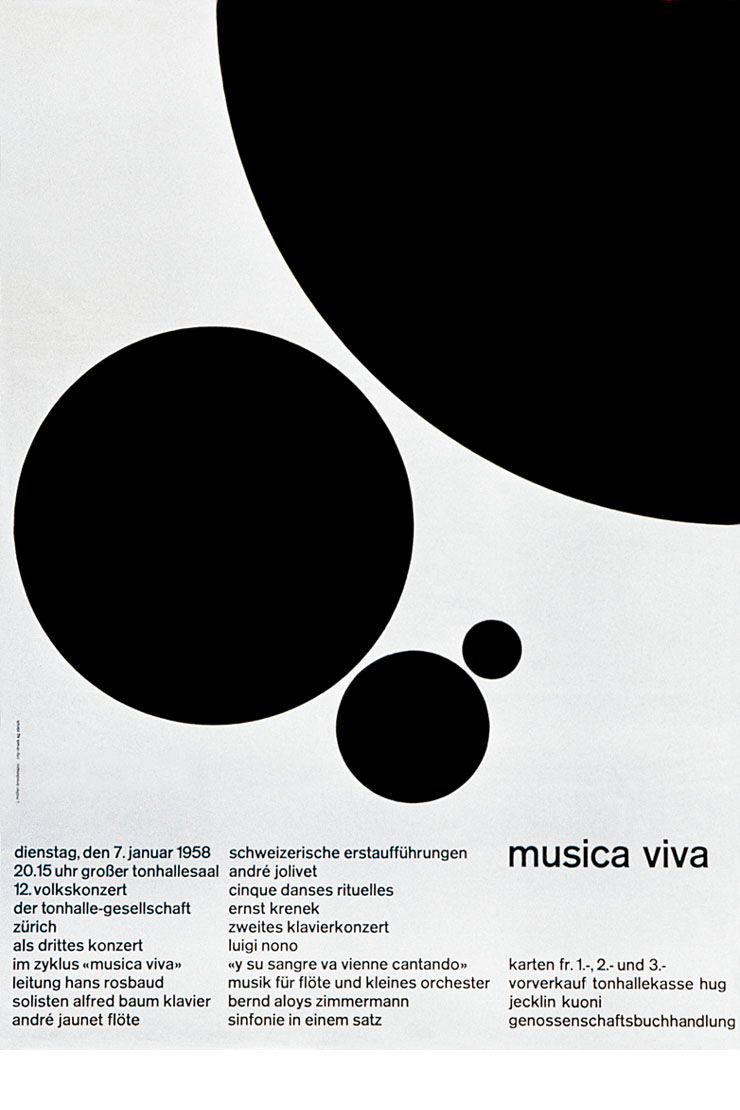 dienstag, den 7. januar 1958
20.15 uhr großer tonhallesaal
12. volkskonzert
der tonhalle-gesellschaft
zürich
als drittes konzert
im zyklus «musica viva»
leitung hans rosbaud
solisten alfred baum klavier
andré jaunet flöte
schweizerische erstaufführungen
andré jolivet
cinque danses rituelles
ernst krenek
zweites klavierkonzert
luigi nono
«y su sangre va vienne cantando»
musik für flöte und kleines orchester
bernd aloys zimmermann
sinfonie in einem satz
musica viva
karten fr. 1.-, 2.- und 3.-
vorverkauf tonhallekasse hug
jecklin kuoni
genossenschaftsbuchhandlung